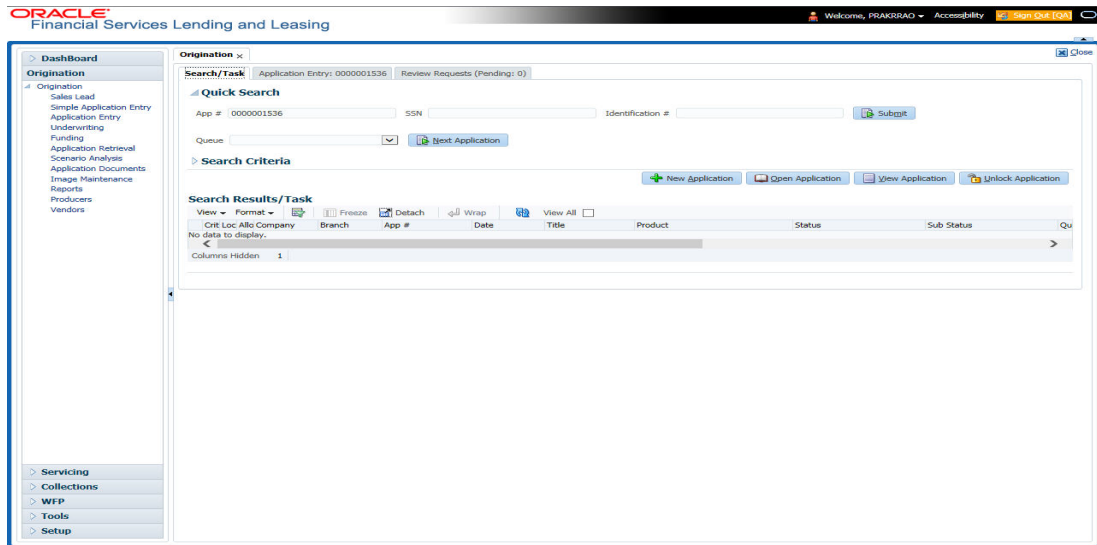 ORACLE
Financial Services Lending and Leasing
Welcome, PRAKRRAO Accessibility Sign Out [QA]
Close
DashBoard
Origination
Origination
Sales Lead
Simple Application Entry
Application Entry
Underwriting
Funding
Application Retrieval
Scenario Analysis
Application Documents
Image Maintenance
Reports
Producers
Vendors
Servicing
Collections
WFP
Tools
Setup
Origination
Search/Task Application Entry: 0000001536 Review Requests (Pending: 0)
Quick Search
App # 0000001536 SSN Identification # Submit
Queue Next Application
Search Criteria
New Application Open Application View Application Unlock Application
Search Results/Task
View Format Freeze Detach Wrap View All
Crit Loc Allo Company Branch App # Date Title Product Status Sub Status Qu
No data to display.
Columns Hidden 1